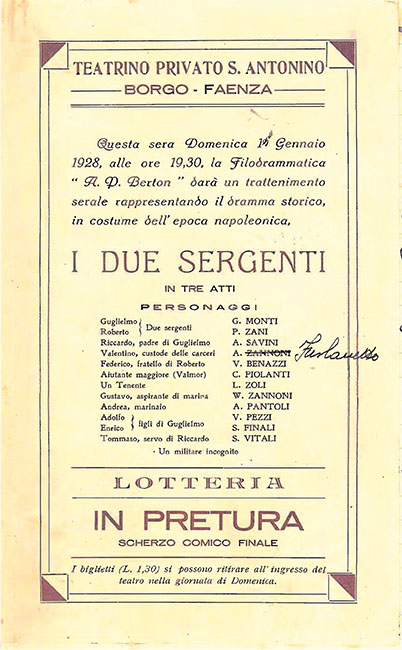 TEATRINO PRIVATO S. ANTONINO
BORGO - FAENZA
Questa sera Domenica 1 Gennaio
1928, alle ore 19,30, la Filodrammatica
" A. D. Berton " darà un trattenimento
serale rappresentando il dramma storico,
in costume dell'epoca napoleonica,
I DUE SERGENTI
IN TRE ATTI
PERSONAGGI
Guglielmo } Due sergenti G. MONTI
Roberto P. ZANI
Riccardo, padre di Guglielmo A. SAVINI
Valentino, custode delle carceri A. ZANNONI
Federico, fratello di Roberto V. BENAZZI
Aiutante maggiore (Valmor) C. PIOLANTI
Un Tenente L. ZOLI
Gustavo, aspirante di marina W. ZANNONI
Andrea, marinaio A. PANTOLI
Adolfo } figli di Guglielmo V. PEZZI
Enrico S. FINALI
Tommaso, servo di Riccardo S. VITALI
- Un militare incognito
LOTTERIA
IN PRETURA
SCHERZO COMICO FINALE
I biglietti (L. 1,30) si possono ritirare all'ingresso del
teatro nella giornata di Domenica.